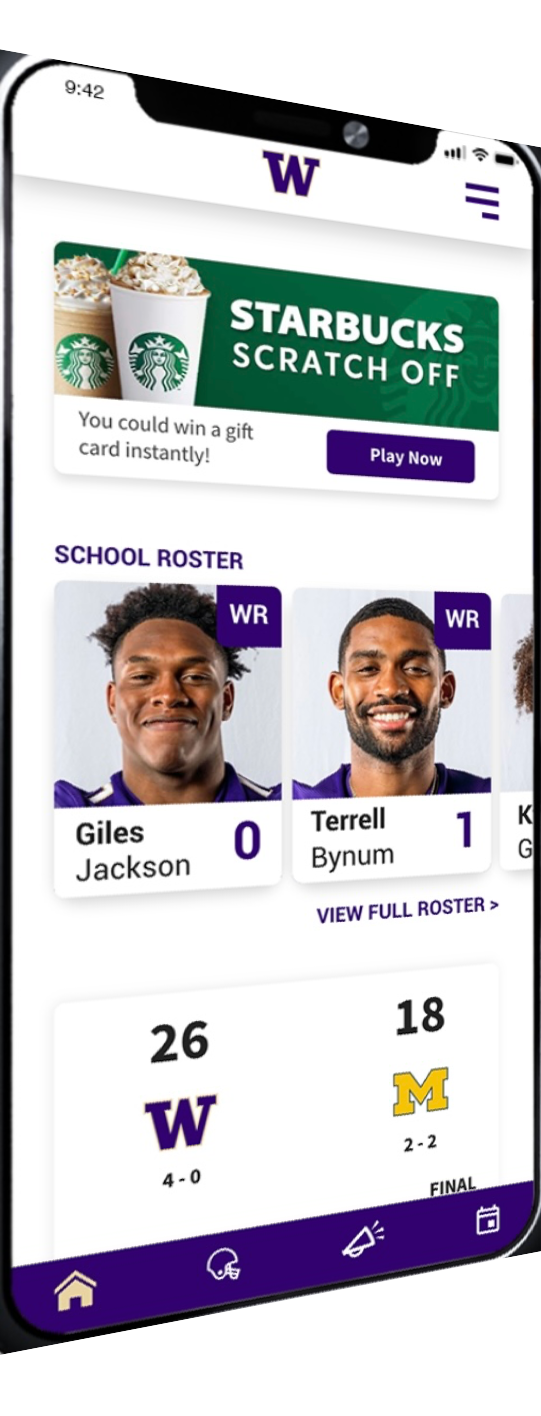 9:42
W
STARBUCKS
SCRATCH OFF
You could win a gift
card instantly!
Play Now
SCHOOL ROSTER
WR
WR
Giles
Jackson
0
Terrell
Bynum
1
K
G
VIEW FULL ROSTER >
26
18
W
M
4 - 0
2 - 2
FINAL